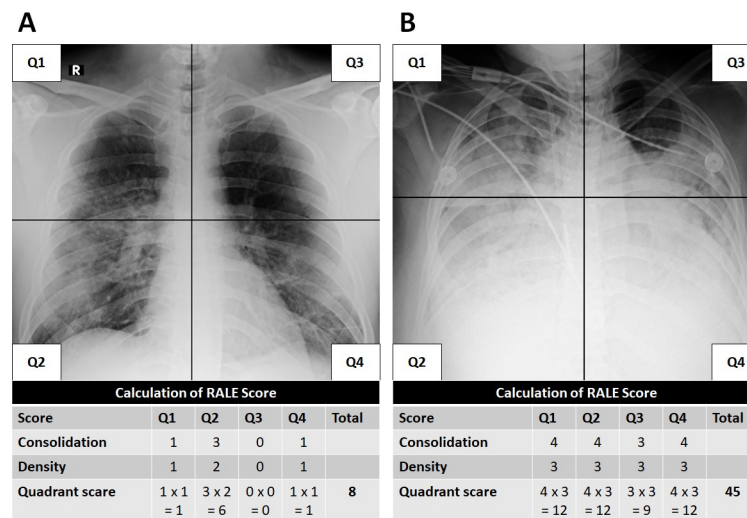 A
B
Q1
R
Q3
Q1
Q3
Q2
Q4
Q2
Q4
Calculation of RALE Score
Score Q1 Q2 Q3 Q4 Total
Consolidation 1 3 0 1
Density 1 2 0 1
Quadrant scare 1 x 1 3 x 2 0 x 0 1 x 1 8
= 1 = 6 =0 = 1
Calculation of RALE Score
Score Q1 Q2 Q3 Q4 Total
Consolidation 4 4 3 4
Density 3 3 3 3
Quadrant scare 4 x 3 4 x 3 3 x 3 4 x 3 45
= 12 = 12 = 9 = 12